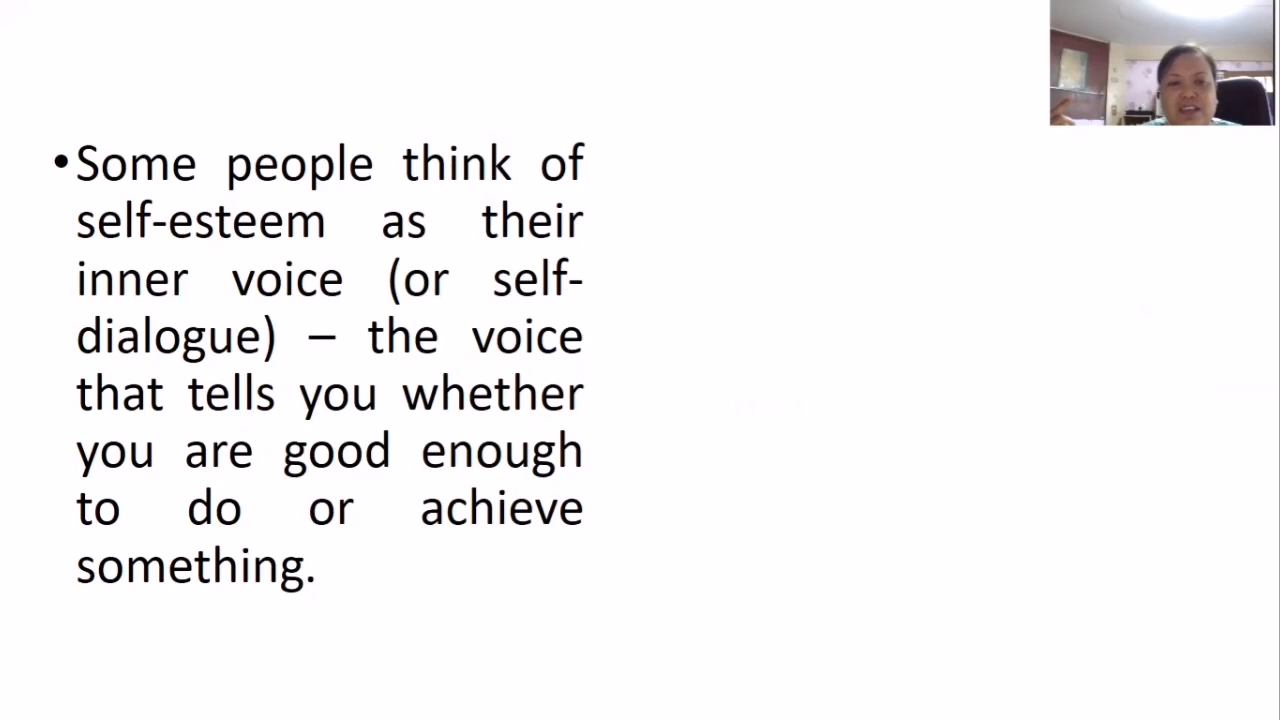 •Some people think of
self-esteem as their
inner voice (or self-
dialogue) – the voice
that tells you whether
you are good enough
to do or achieve
something.